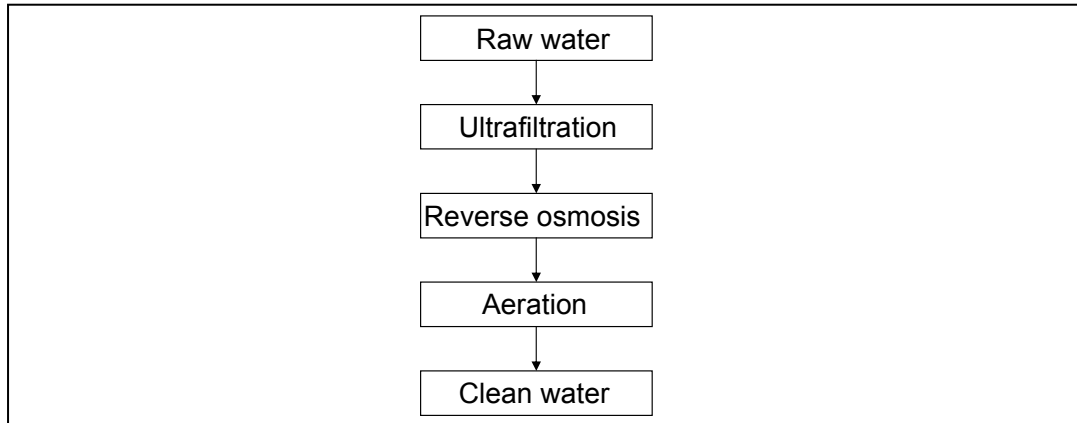 Raw water
Ultrafiltration
Reverse osmosis
Aeration
Clean water